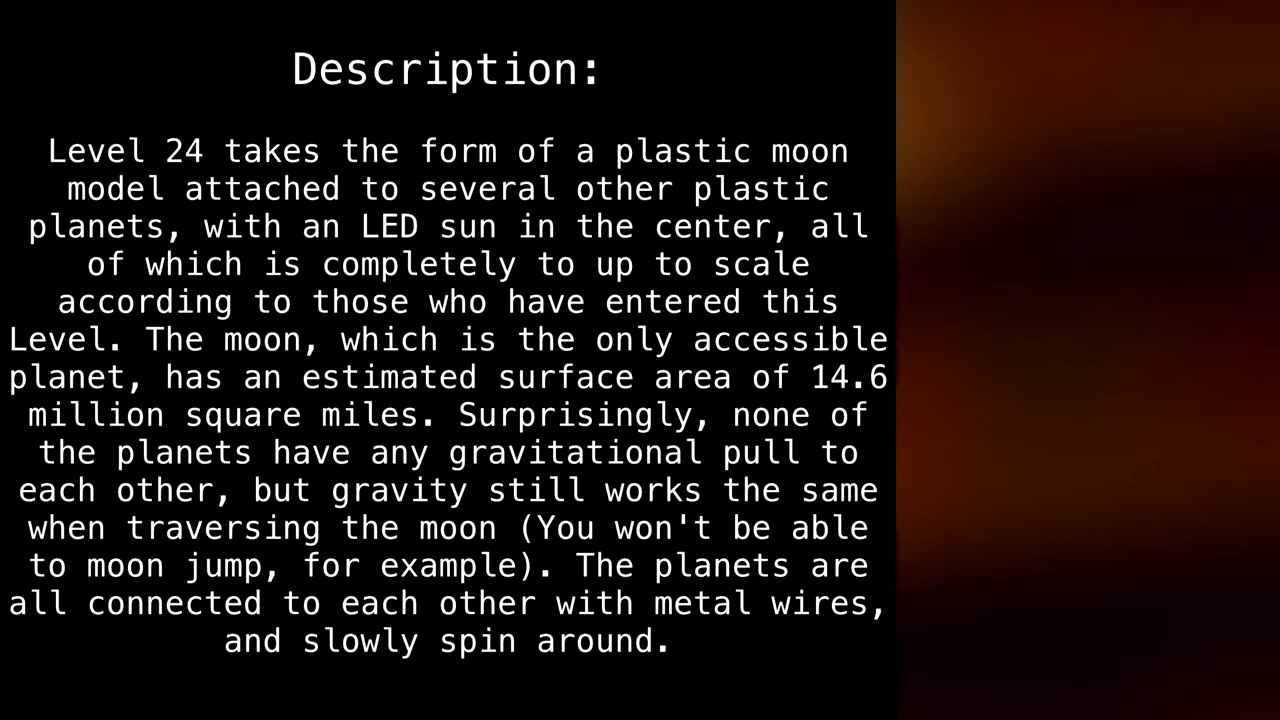 Description:
Level 24 takes the form of a plastic moon
model attached to several other plastic
planets, with an LED sun in the center, all
of which is completely to up to scale
according to those who have entered this
Level. The moon, which is the only accessible
planet, has an estimated surface area of 14.6
million square miles. Surprisingly, none of
the planets have any gravitational pull to
each other, but gravity still works the same
when traversing the moon (You won't be able
to moon jump, for example). The planets are
all connected to each other with metal wires,
and slowly spin around.